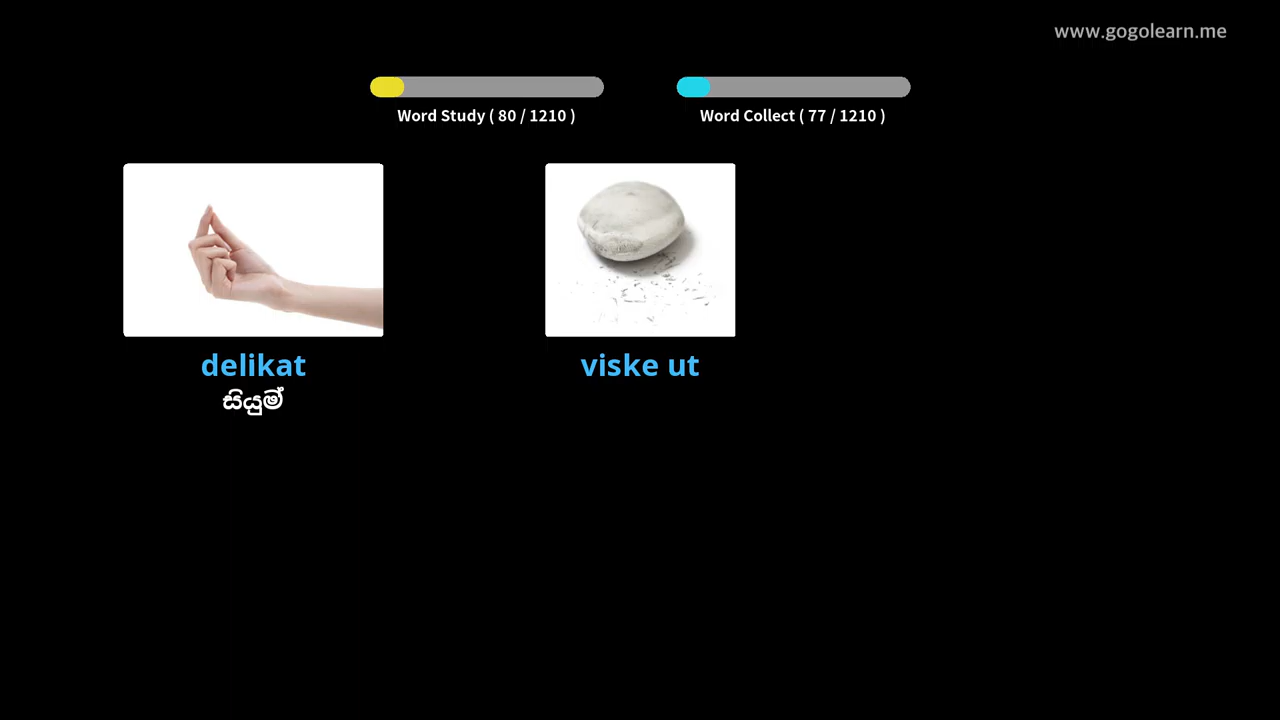 www.gogolearn.me
Word Study ( 80 / 1210 )
Word Collect ( 77 / 1210 )
delikat
සියුම්
viske ut